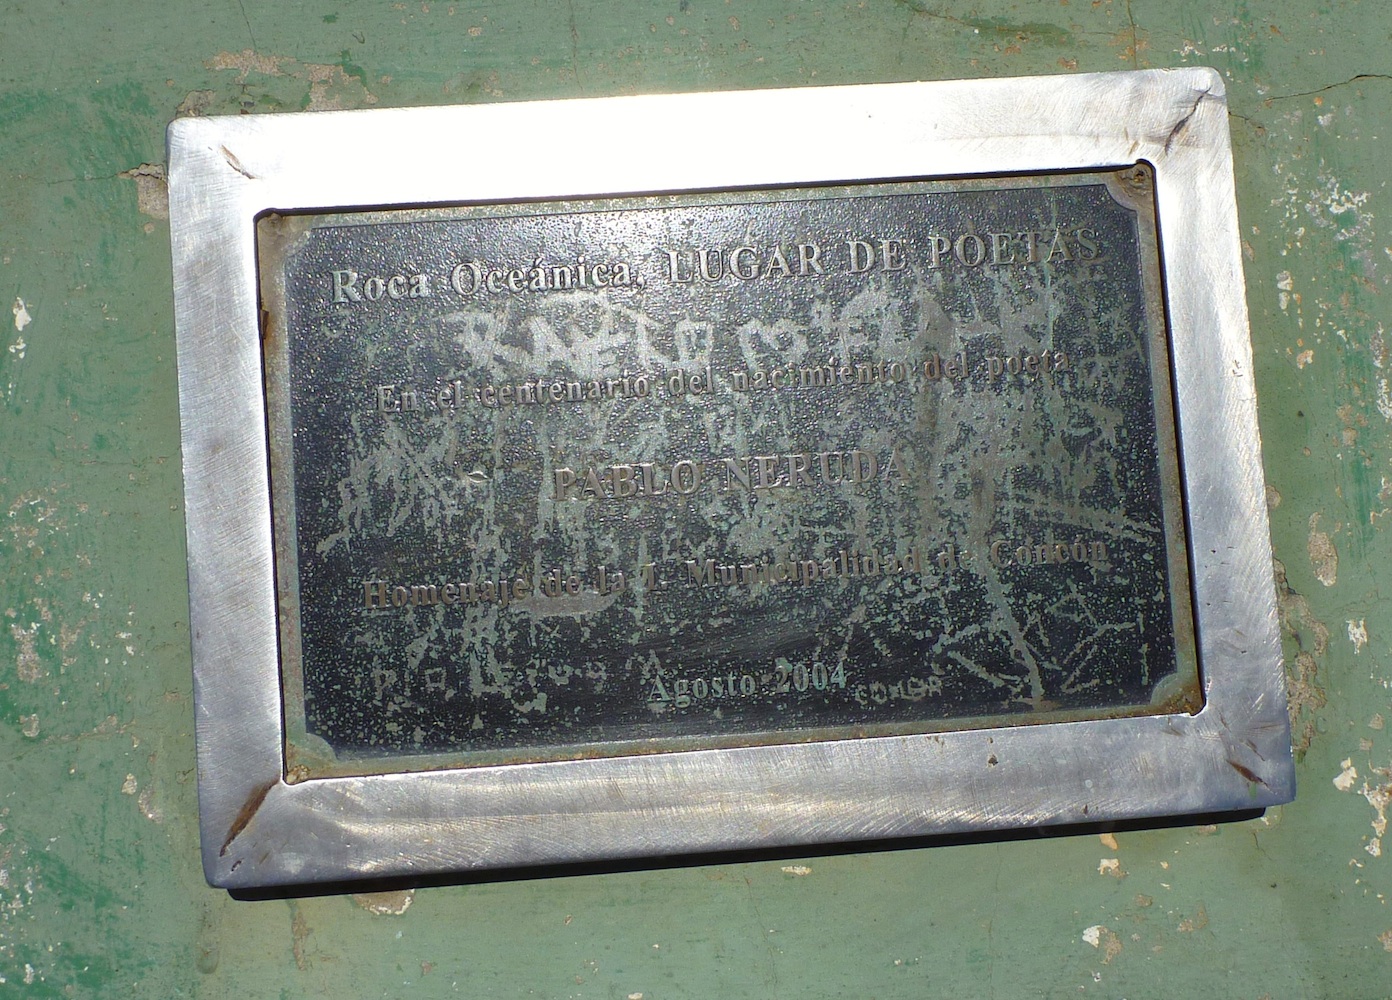 Roca Oceánica, LUGAR DE POETAS
En el centenario del nacimiento del poeta
PABLO NERUDA
Homenaje de la I. Municipalidad de Concón
Agosto 2004